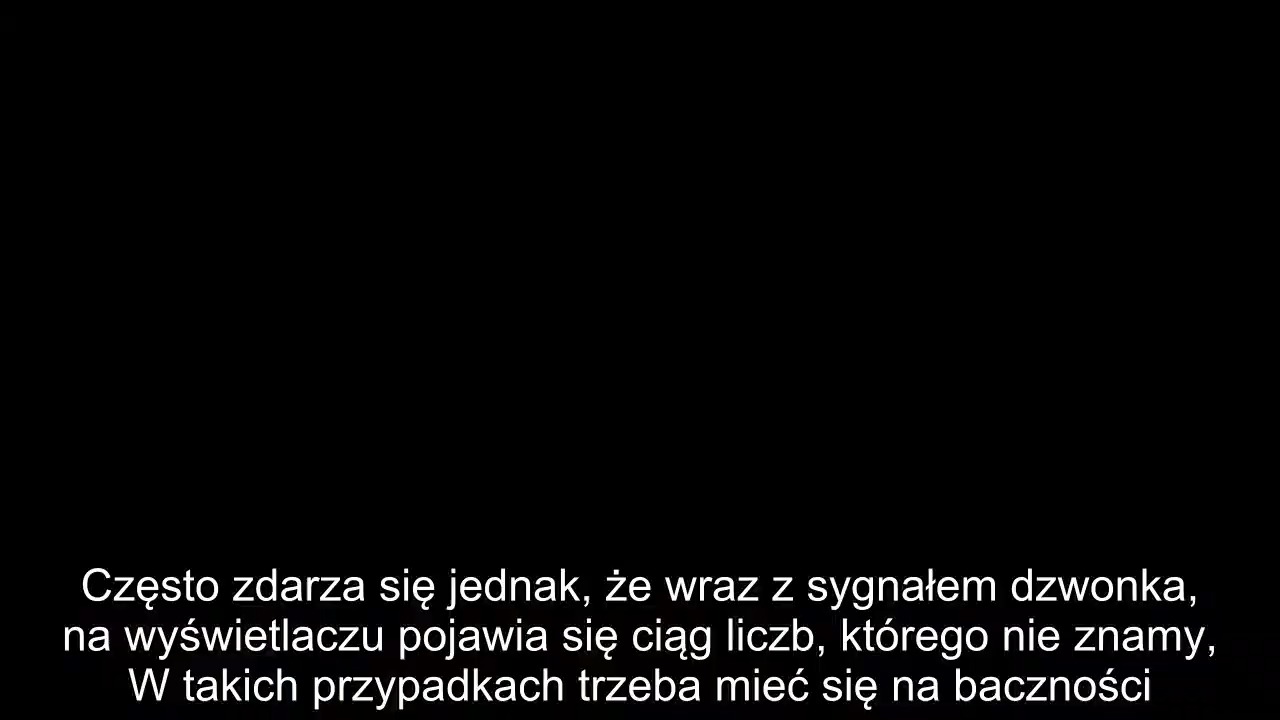 Często zdarza się jednak, że wraz z sygnałem dzwonka,
na wyświetlaczu pojawia się ciąg liczb, którego nie znamy,
W takich przypadkach trzeba mieć się na baczności